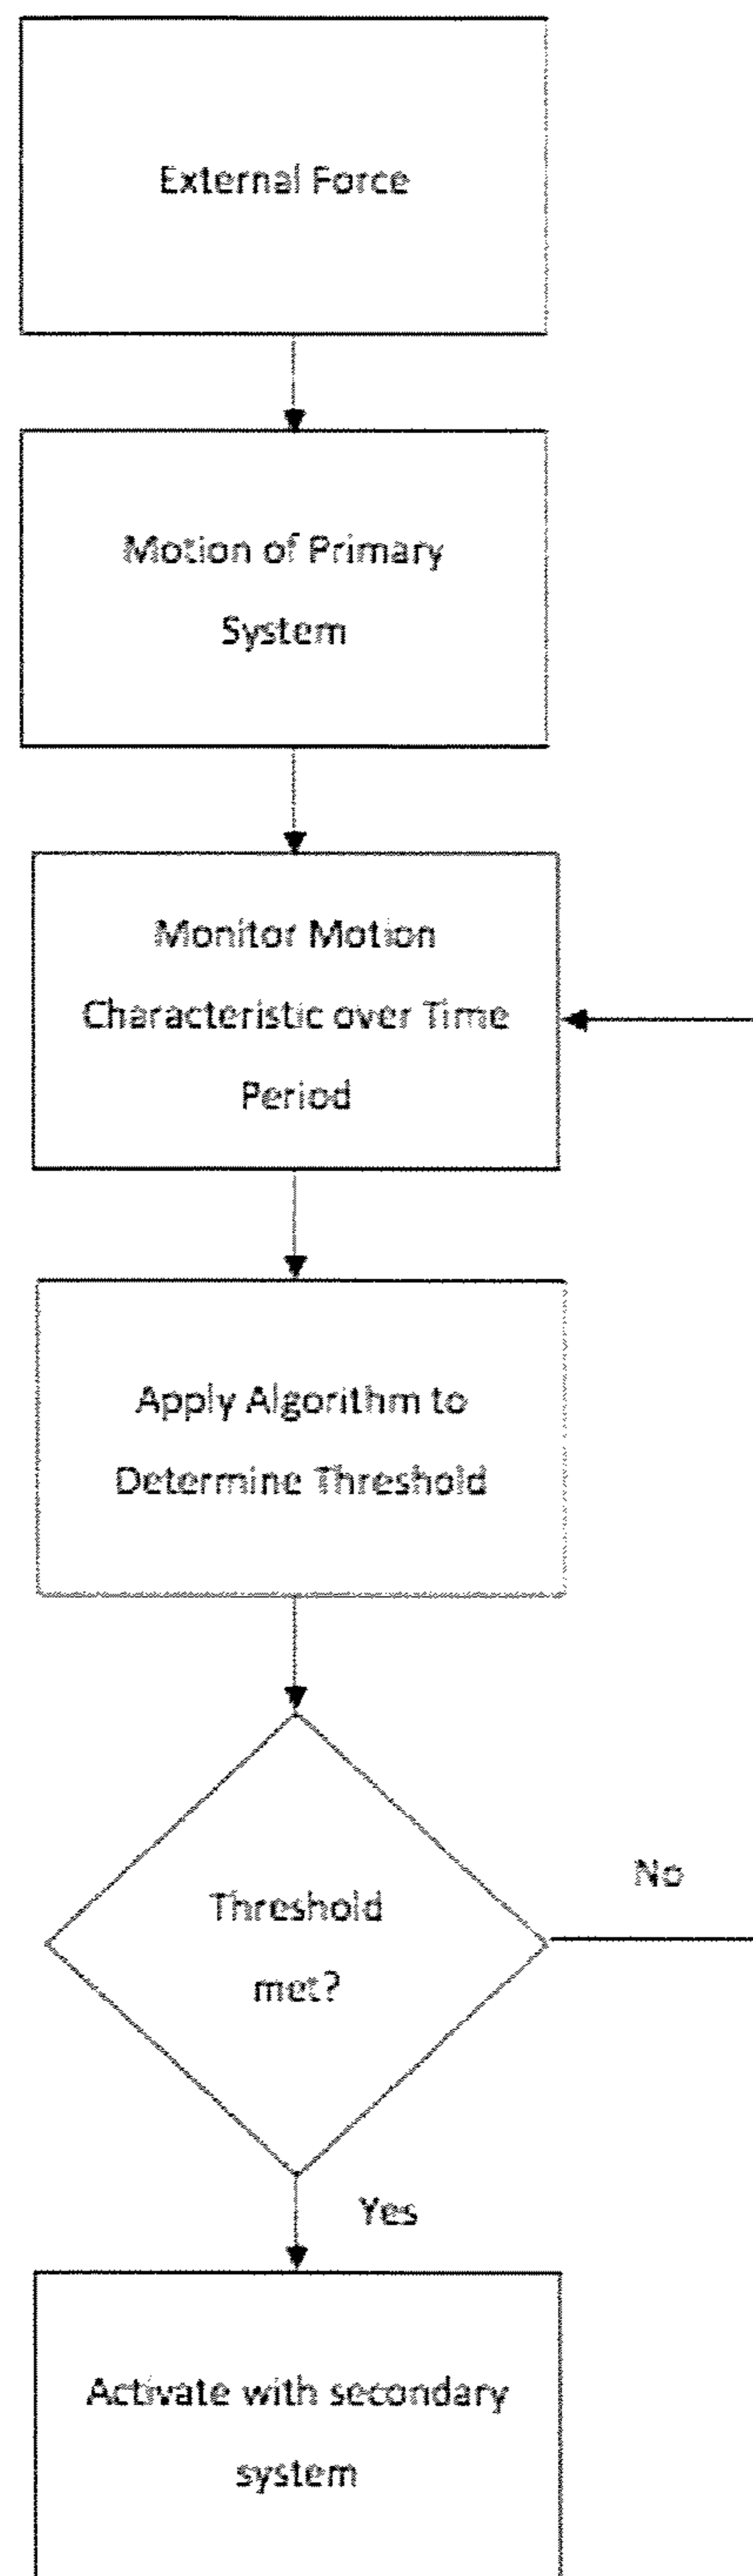 External Force
Motion of Primary
System
Monitor Motion
Characteristic over Time
Period
Apply Algorithm to
Determine Threshold
Threshold
met?
No
Yes
Activate with secondary
system